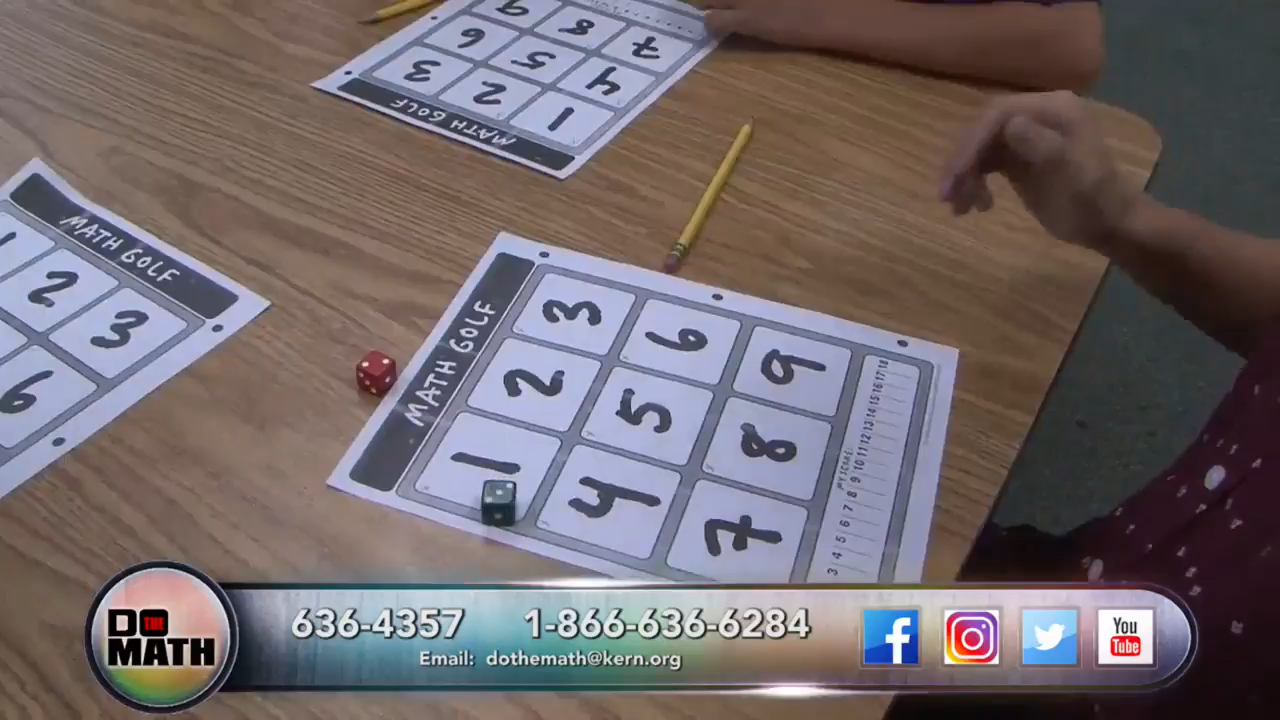 9 8 7
6 5 4
3 2 1
MATH GOLF
MATH GOLF
1 2 3
6
MATH GOLF
3 6 9
2 5 8
1 4 7
MY SCORE:
3 4 5 6 7 8 9 10 11 12 13 14 15 16 17 18
DO THE MATH
636-4357 1-866-636-6284
Email: dothemath@kern.org
f
You
Tube